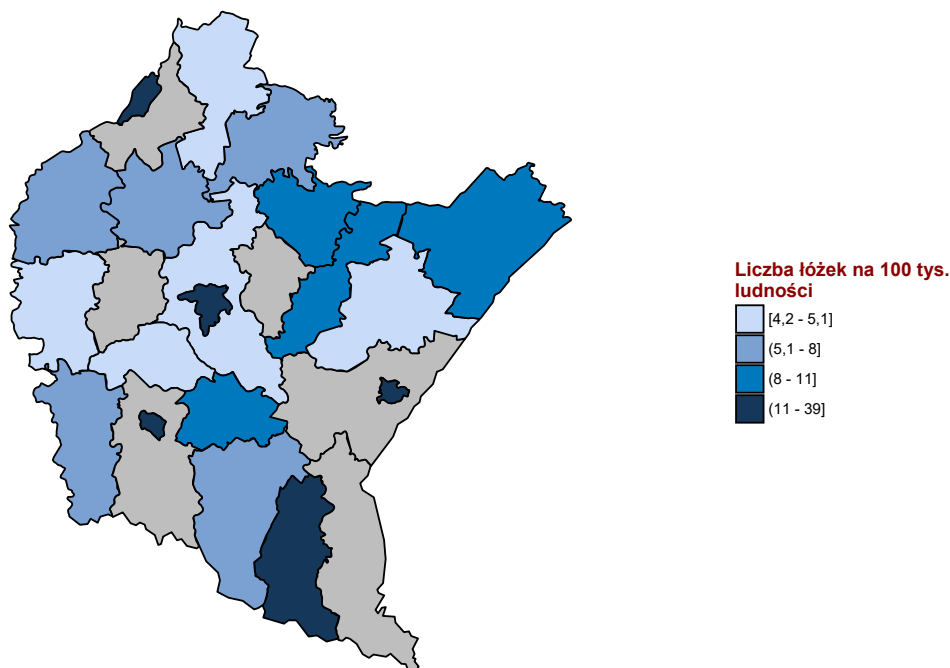 Liczba łóżek na 100 tys.
ludności
[4,2 - 5,1]
(5,1 - 8]
(8 - 11]
(11 - 39]